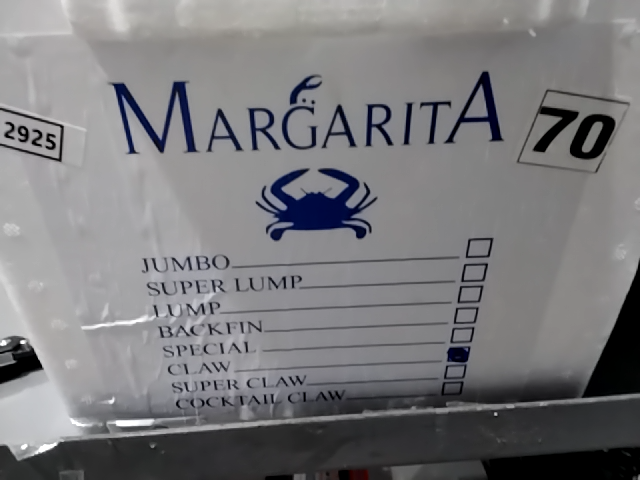 MARGARITA
2925
70
JUMBO
SUPER LUMP
LUMP
BACKFIN
SPECIAL
CLAW
SUPER CLAW
COCKTAIL CLAW